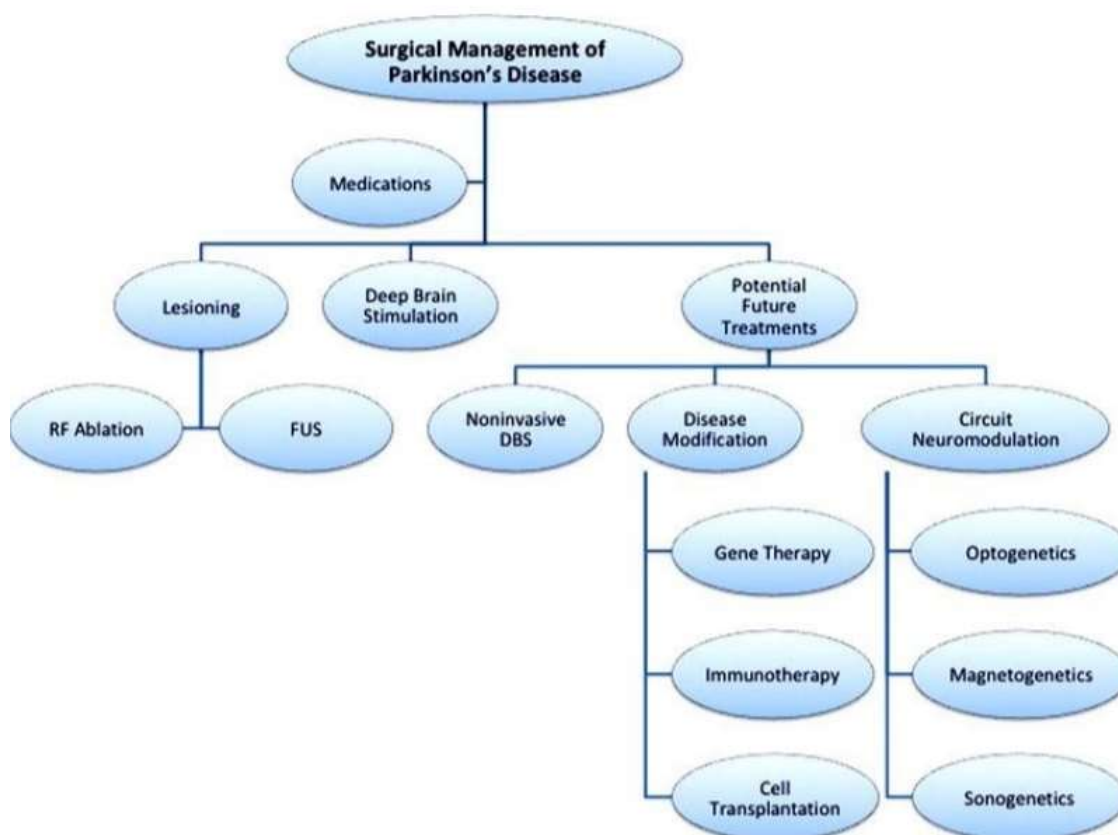 Surgical Management of
Parkinson's Disease
Medications
Lesioning
Deep Brain
Stimulation
Potential
Future
Treatments
RF Ablation
FUS
Noninvasive
DBS
Disease
Modification
Circuit
Neuromodulation
Gene Therapy
Optogenetics
Immunotherapy
Magnetogenetics
Cell
Transplantation
Sonogenetics